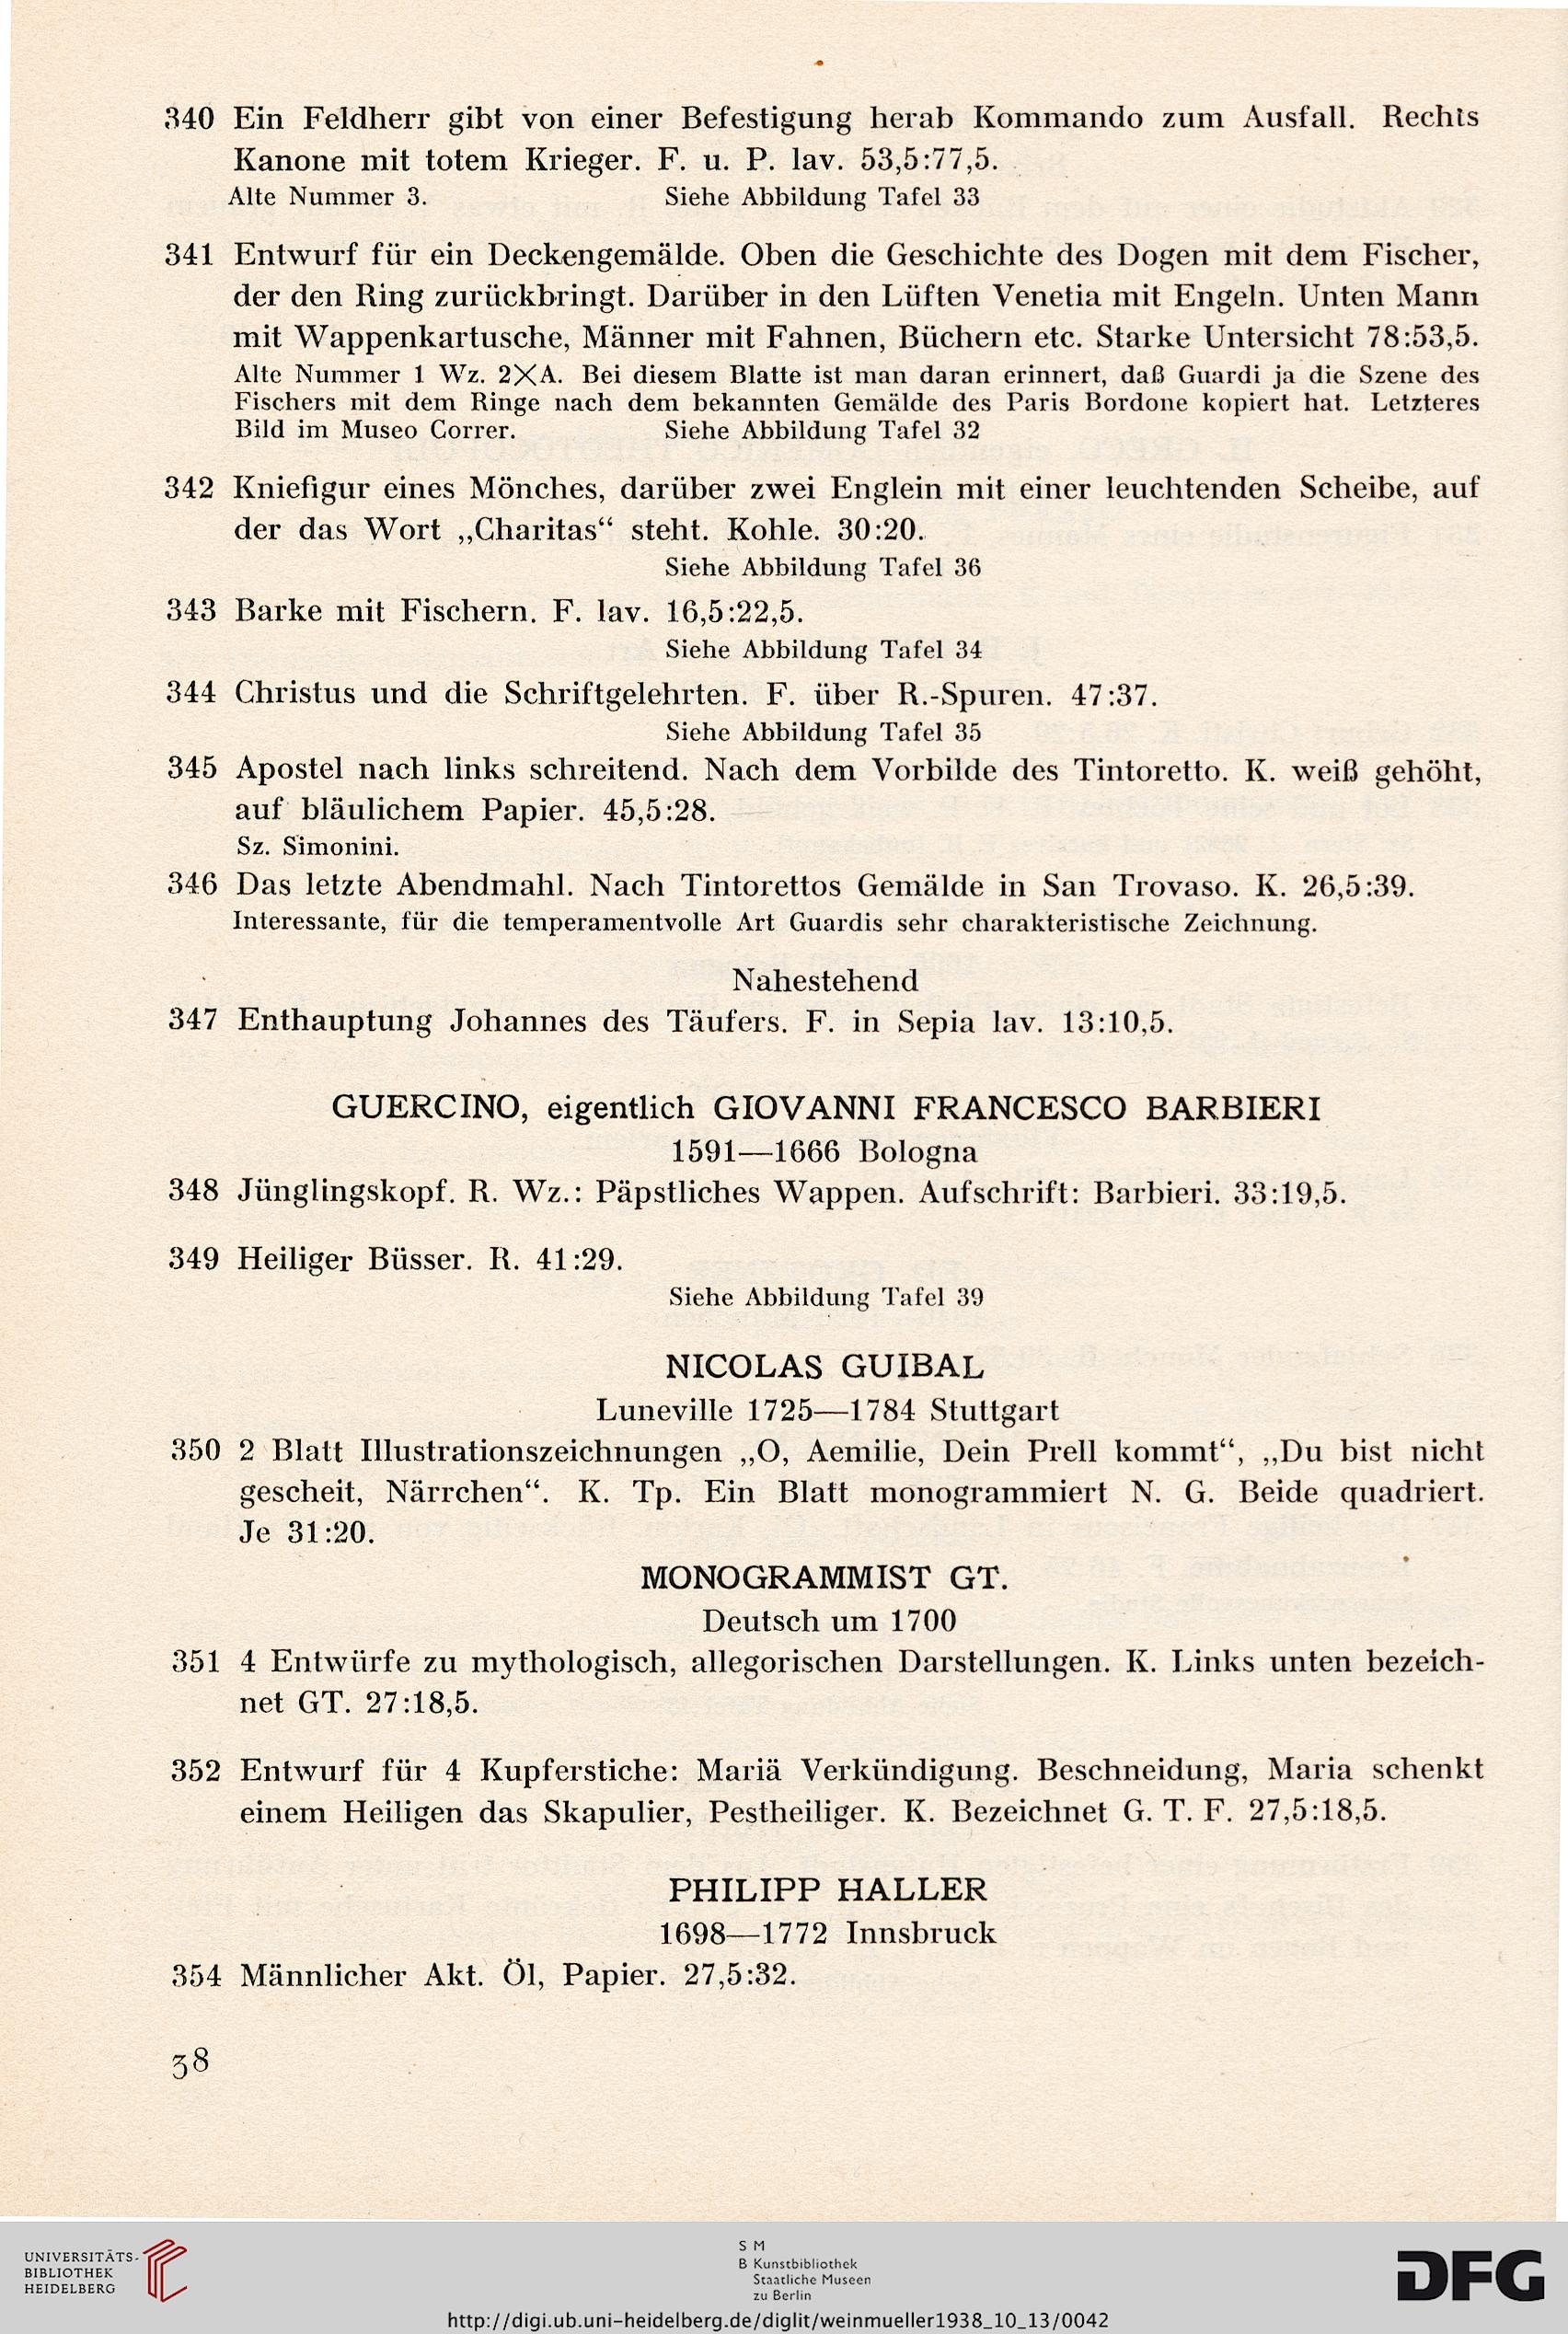 340 Ein Feldherr gibt von einer Befestigung herab Kommando zum Ausfall. Rechts
Kanone mit totem Krieger. F. u. P. lav. 53,5:77,5.
Alte Nummer 3. Siehe Abbildung Tafel 33
341 Entwurf für ein Deckengemälde. Oben die Geschichte des Dogen mit dem Fischer,
der den Ring zurückbringt. Darüber in den Lüften Venetia mit Engeln. Unten Mann
mit Wappenkartusche, Männer mit Fahnen, Büchern etc. Starke Untersicht 78:53,5.
Alte Nummer 1 Wz. 2XA. Bei diesem Blatte ist man daran erinnert, daß Guardi ja die Szene des
Fischers mit dem Ringe nach dem bekannten Gemälde des Paris Bordone kopiert hat. Letzteres
Bild im Museo Correr. Siehe Abbildung Tafel 32
342 Kniefigur eines Mönches, darüber zwei Englein mit einer leuchtenden Scheibe, auf
der das Wort „Charitas“ steht. Kohle. 30:20.
Siehe Abbildung Tafel 36
343 Barke mit Fischern. F. lav. 16,5:22,5.
Siehe Abbildung Tafel 34
344 Christus und die Schriftgelehrten. F. über R.-Spuren. 47:37.
Siehe Abbildung Tafel 35
345 Apostel nach links schreitend. Nach dem Vorbilde des Tintoretto. K. weiß gehöht,
auf bläulichem Papier. 45,5:28.
Sz. Simonini.
346 Das letzte Abendmahl. Nach Tintorettos Gemälde in San Trovaso. K. 26,5:39.
Interessante, für die temperamentvolle Art Guardis sehr charakteristische Zeichnung.
Nahestehend
347 Enthauptung Johannes des Täufers. F. in Sepia lav. 13:10,5.
GUERCINO, eigentlich GIOVANNI FRANCESCO BARBIERI
1591—1666 Bologna
348 Jünglingskopf. R. Wz.: Päpstliches Wappen. Aufschrift: Barbieri. 33:19,5.
349 Heiliger Büsser. R. 41:29.
Siehe Abbildung Tafel 39
NICOLAS GUIBAL
Luneville 1725—1784 Stuttgart
350 2 Blatt Illustrationszeichnungen „O, Aemilie, Dein Prell kommt“, „Du bist nicht
gescheit, Närrchen“. K. Tp. Ein Blatt monogrammiert N. G. Beide quadriert.
Je 31:20.
MONOGRAMMIST GT.
Deutsch um 1700
351 4 Entwürfe zu mythologisch, allegorischen Darstellungen. K. Links unten bezeich-
net GT. 27:18,5.
352 Entwurf für 4 Kupferstiche: Mariä Verkündigung. Beschneidung, Maria schenkt
einem Heiligen das Skapulier, Pestheiliger. K. Bezeichnet G. T. F. 27,5:18,5.
PHILIPP HALLER
1698—1772 Innsbruck
354 Männlicher Akt. Öl, Papier. 27,5:32.
38
UNIVERSITÄTS-
BIBLIOTHEK
HEIDELBERG
S M
B Kunstbibliothek
Staatliche Museen
zu Berlin
DFG
http://digi.ub.uni-heidelberg.de/diglit/weinmueller1938_10_13/0042